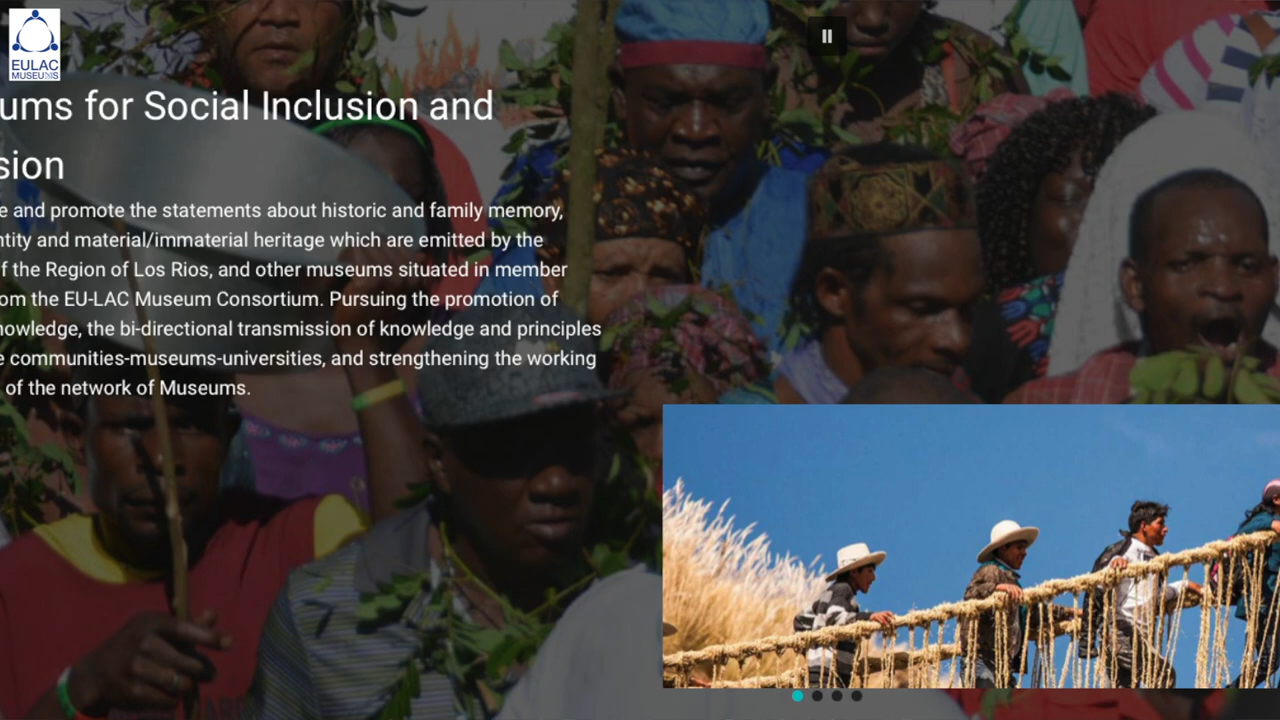 EULAC
MUSEUMS
ums for Social Inclusion and
sion
e and promote the statements about historic and family memory,
ntity and material/immaterial heritage which are emitted by the
f the Region of Los Rios, and other museums situated in member
om the EU-LAC Museum Consortium. Pursuing the promotion of
nowledge, the bi-directional transmission of knowledge and principles
e communities-museums-universities, and strengthening the working
of the network of Museums.